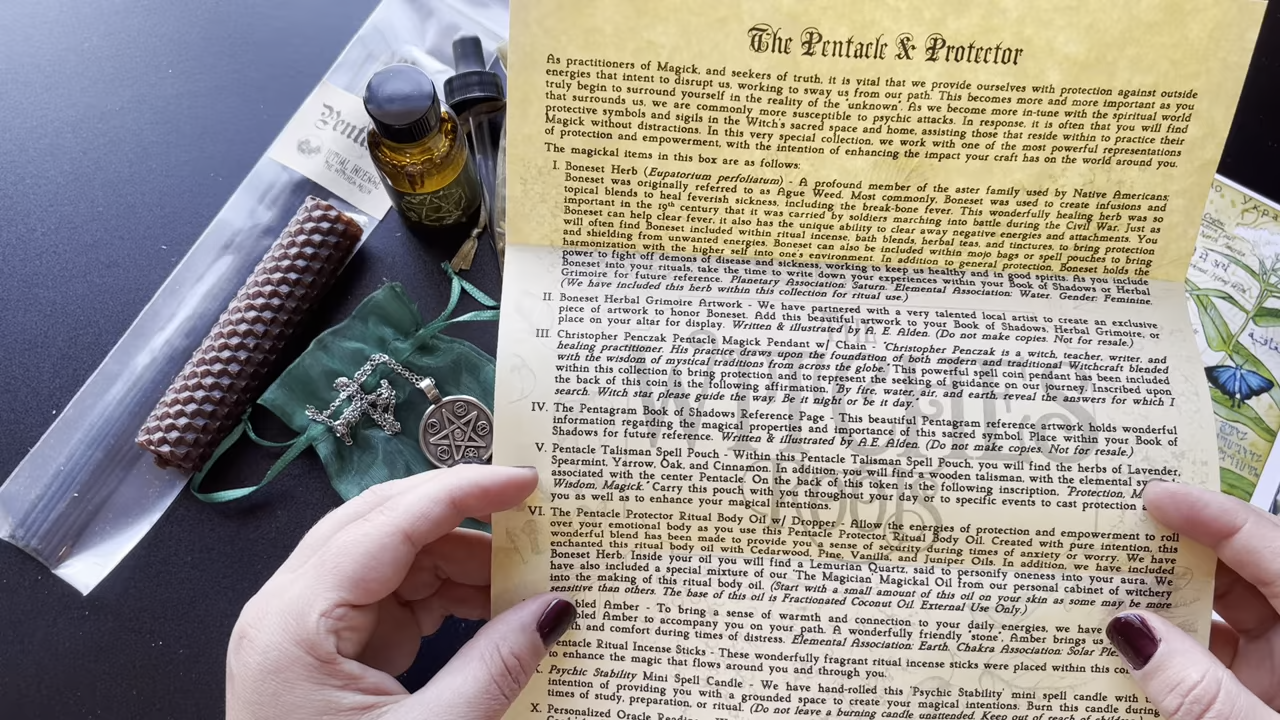 The Pentacle & Protector
As practitioners of Magick, and seekers of truth, it is vital that we provide ourselves with protection against outside
energies that intent to disrupt us, working to sway us from our path. This becomes more and more important as you
truly begin to surround yourself in the reality of the "unknown". As we become more in-tune with the spiritual world
that surrounds us, we are commonly more susceptible to psychic attacks. In response, it is often that you will find
protective symbols and sigils in the Witch's sacred space and home, assisting those that reside within to practice their
Magick without distractions. In this very special collection, we work with one of the most powerful representations
of protection and empowerment, with the intention of enhancing the impact your craft has on the world around you.
The magickal items in this box are as follows:
I. Boneset Herb (Eupatorium perfoliatum) - A profound member of the aster family used by Native Americans;
Boneset was originally referred to as Ague Weed. Most commonly, Boneset was used to create infusions and
topical blends to heal feverish sickness, including the break-bone fever. This wonderfully healing herb was so
important in the 19th century that it was carried by soldiers marching into battle during the Civil War. Just as
Boneset can help clear fever, it also has the unique ability to clear away negative energies and attachments. You
will often find Boneset included within ritual incense, bath blends, herbal teas, and tinctures, to bring protection
and shielding from unwanted energies. Boneset can also be included within mojo bags or spell pouches to bring
harmonization with the higher self into one's environment. In addition to general protection, Boneset holds the
power to fight off demons of disease and sickness, working to keep us healthy and in good spirits. As you include
Boneset into your rituals, take the time to write down your experiences within your Book of Shadows or Herbal
Grimoire for future reference. Planetary Association: Saturn. Elemental Association: Water. Gender: Feminine.
(We have included this herb within this collection for ritual use.)
II. Boneset Herbal Grimoire Artwork - We have partnered with a very talented local artist to create an exclusive
piece of artwork to honor Boneset. Add this beautiful artwork to your Book of Shadows, Herbal Grimoire, or
place on your altar for display. Written & illustrated by A. E. Alden. (Do not make copies. Not for resale.)
III. Christopher Penczak Pentacle Magick Pendant w/ Chain - "Christopher Penczak is a witch, teacher, writer, and
healing practitioner. His practice draws upon the foundation of both modern and traditional Witchcraft blended
with the wisdom of mystical traditions from across the globe." This powerful spell coin pendant has been included
within this collection to bring protection and to represent the seeking of guidance on our journey. Inscribed upon
the back of this coin is the following affirmation. By fire, water, air, and earth, reveal the answers for which I
search. Witch star please guide the way. Be it night or be it day."
IV. The Pentagram Book of Shadows Reference Page - This beautiful Pentagram reference artwork holds wonderful
information regarding the magical properties and importance of this sacred symbol. Place within your Book of
Shadows for future reference. Written & illustrated by A.E. Alden. (Do not make copies. Not for resale.)
V. Pentacle Talisman Spell Pouch - Within this Pentacle Talisman Spell Pouch, you will find the herbs of Lavender,
Spearmint, Yarrow, Oak, and Cinnamon. In addition, you will find a wooden talisman, with the elemental
associated with the center Pentacle. On the back of this token is the following inscription. "Protection,
Wisdom, Magick." Carry this pouch with you throughout your day or to specific events to cast protection
you as well as to enhance your magical intentions.
VI. The Pentacle Protector Ritual Body Oil w/ Dropper - Allow the energies of protection and empowerment to roll
over your emotional body as you use this Pentacle Protector Ritual Body Oil. Created with pure intention, this
wonderful blend has been made to provide you a sense of security during times of anxiety or worry. We have
enchanted this ritual body oil with Cedarwood, Pine, Vanilla, and Juniper Oils. In addition, we have included
Boneset Herb. Inside your oil you will find a Lemurian Quartz, said to personify oneness into your aura. We
have also included a special mixture of our 'The Magician' Magickal Oil from our personal cabinet of witchery
into the making of this ritual body oil. (Start with a small amount of this oil on your skin as some may be more
sensitive than others. The base of this oil is Fractionated Coconut Oil. External Use Only.)
Amber - To bring a sense of warmth and connection to your daily energies, we have
Amber to accompany you on your path. A wonderfully friendly 'stone', Amber brings us
and comfort during times of distress. Elemental Association: Earth. Chakra Association: Solar
Ritual Incense Sticks - These wonderfully fragrant ritual incense sticks were placed within this
to enhance the magic that flows around you and through you.
Psychic Stability Mini Spell Candle - We have hand-rolled this 'Psychic Stability' mini spell candle with
intention of providing you with a grounded space to create your magical intentions. Burn this candle during
times of study, preparation, or ritual. (Do not leave a burning candle unattended. Keep out of reach of children.)
X. Personalized Oracle
RITUAL INCENSE